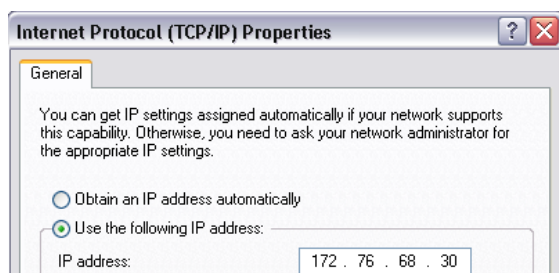 Internet Protocol (TCP/IP) Properties
General
You can get IP settings assigned automatically if your network supports
this capability. Otherwise, you need to ask your network administrator for
the appropriate IP settings.
Obtain an IP address automatically
Use the following IP address:
IP address: 172 . 76 . 68 . 30